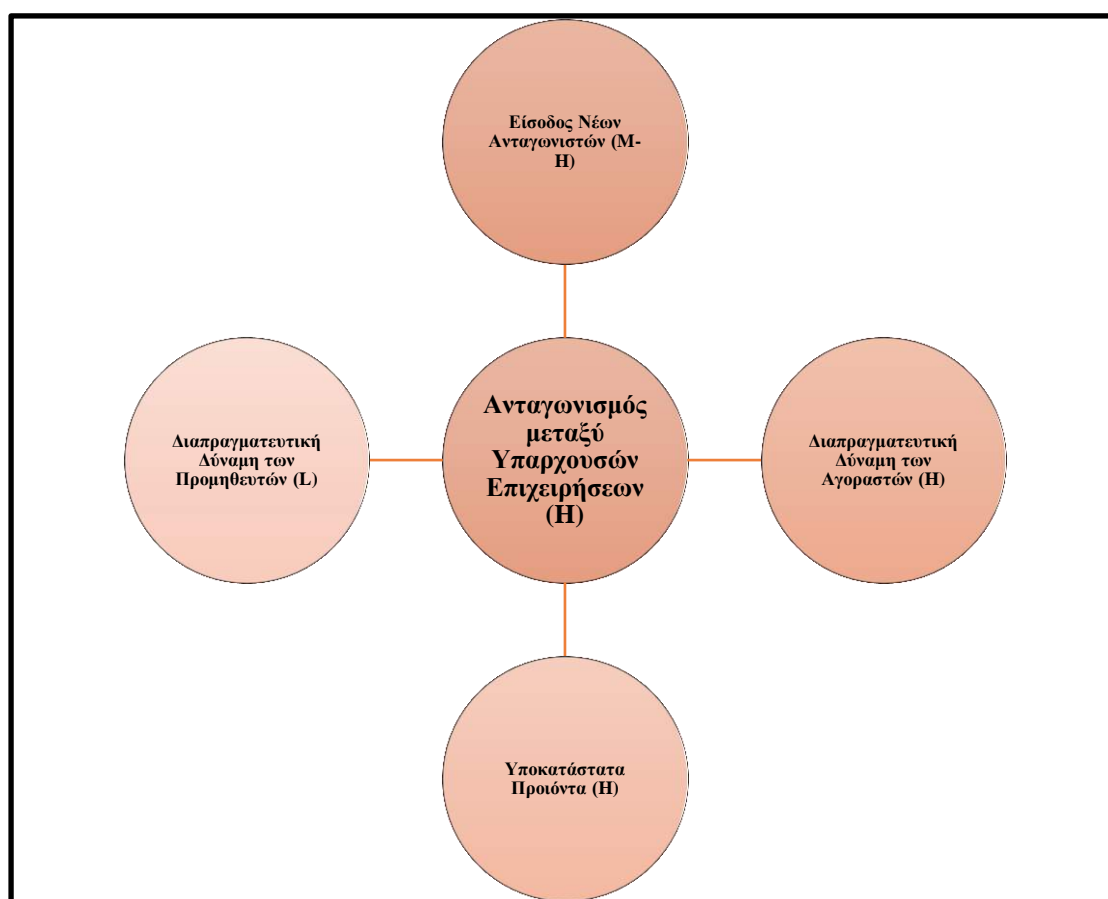 Είσοδος Νέων
Ανταγωνιστών (M-
H)
Διαπραγματευτική
Δύναμη των
Προμηθευτών (L)
Ανταγωνισμός
μεταξύ
Υπαρχουσών
Επιχειρήσεων
(H)
Διαπραγματευτική
Δύναμη των
Αγοραστών (H)
Υποκατάστατα
Προιόντα (H)